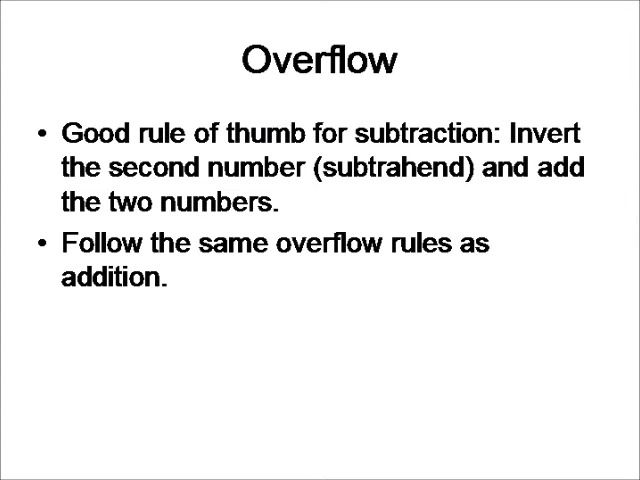 Overflow
• Good rule of thumb for subtraction: Invert
the second number (subtrahend) and add
the two numbers.
• Follow the same overflow rules as
addition.